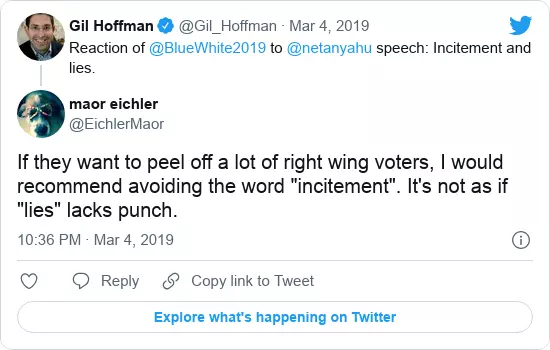 Gil Hoffman @Gil_Hoffman · Mar 4, 2019
Reaction of @BlueWhite2019 to @netanyahu speech: Incitement and
lies.
maor eichler
@EichlerMaor
If they want to peel off a lot of right wing voters, I would
recommend avoiding the word "incitement". It's not as if
"lies" lacks punch.
10:36 PM · Mar 4, 2019
Reply
Copy link to Tweet
Explore what's happening on Twitter